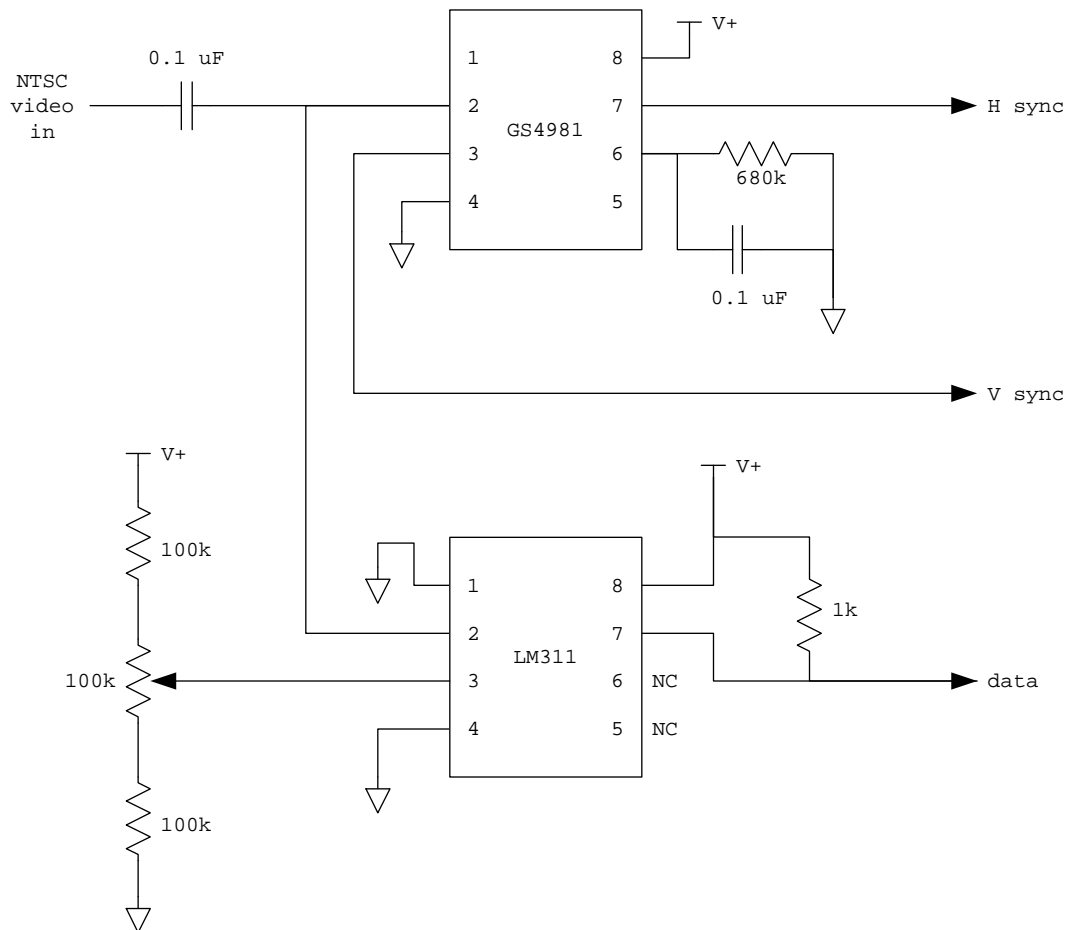 V+
0.1 uF
NTSC
video
in
1
2
3
4
GS4981
8
7
6
5
H sync
680k
0.1 uF
V sync
V+
100k
100k
100k
V+
1
2
3
4
LM311
8
7
6
5
NC
NC
1k
data